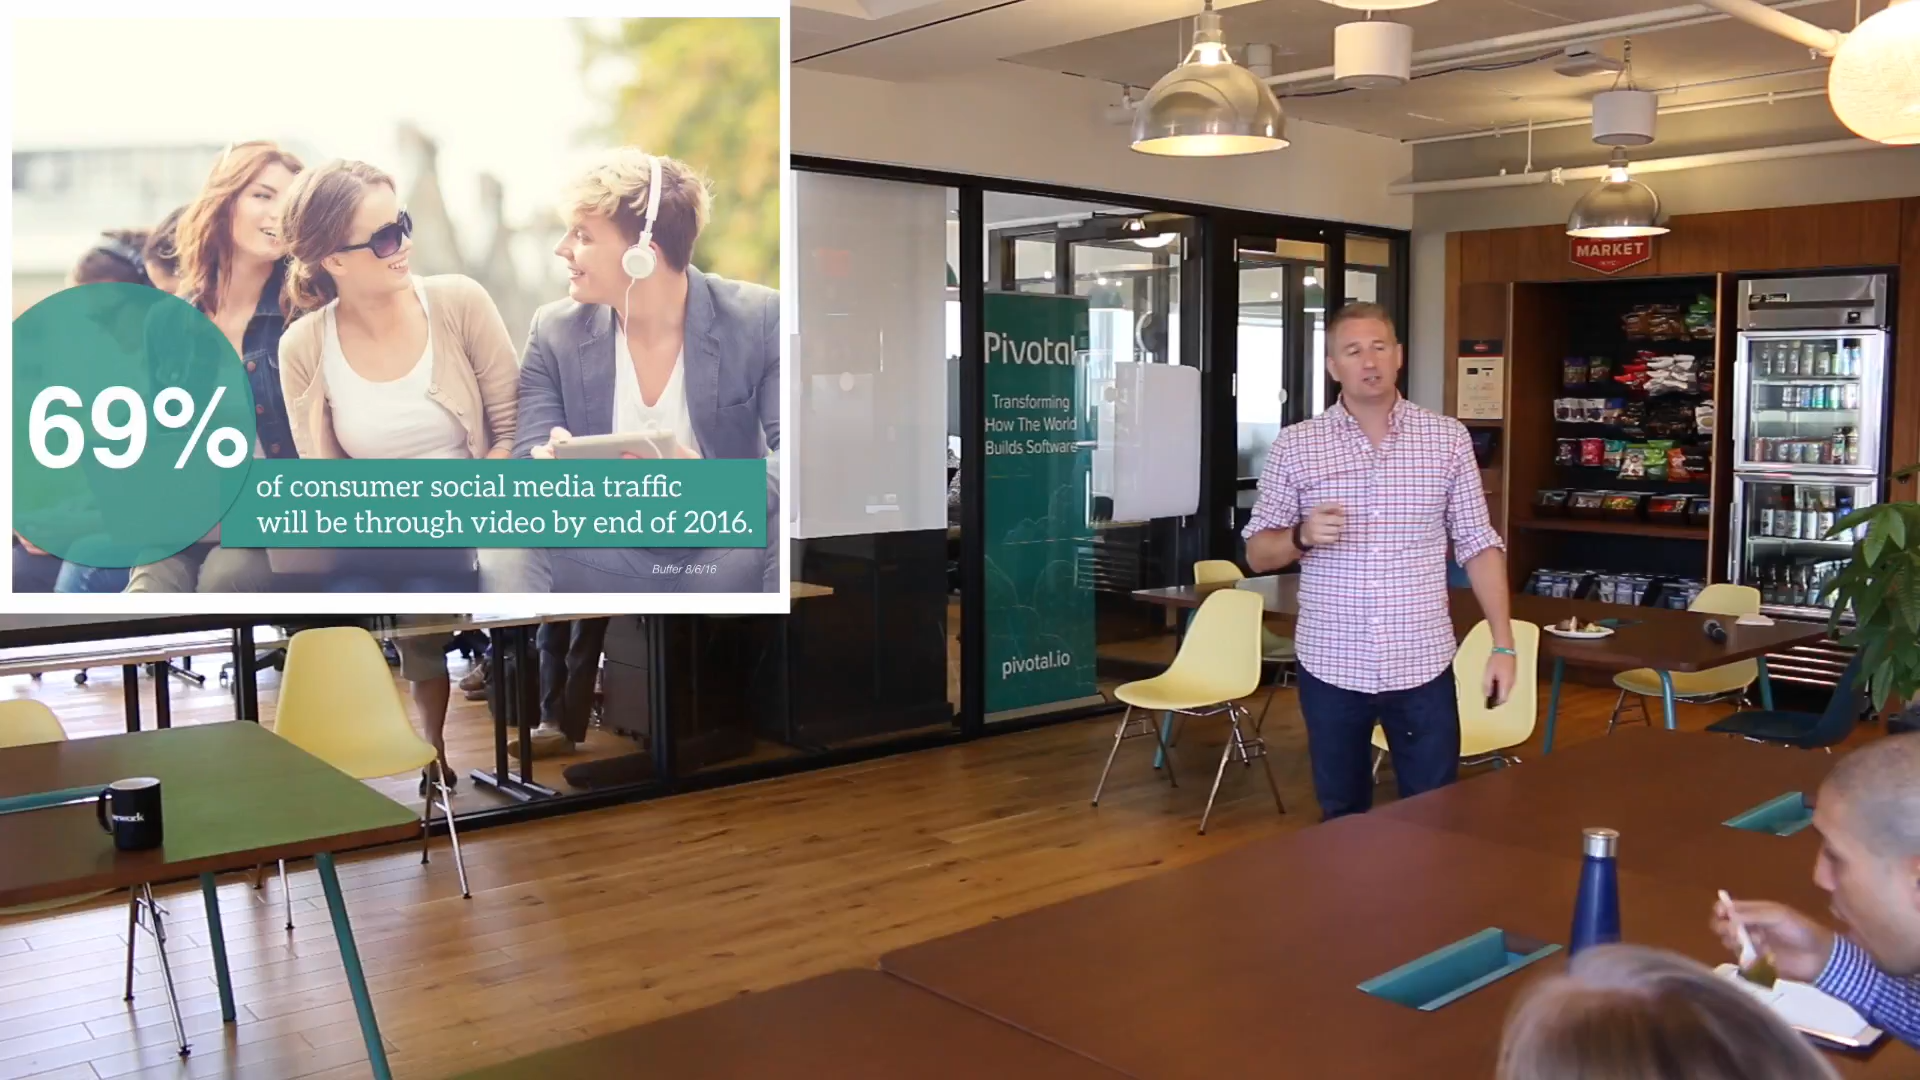 69%
of consumer social media traffic
will be through video by end of 2016.
Buffer 8/6/16
Pivotal
Transforming
How The World
Builds Software
pivotal.io
MARKET